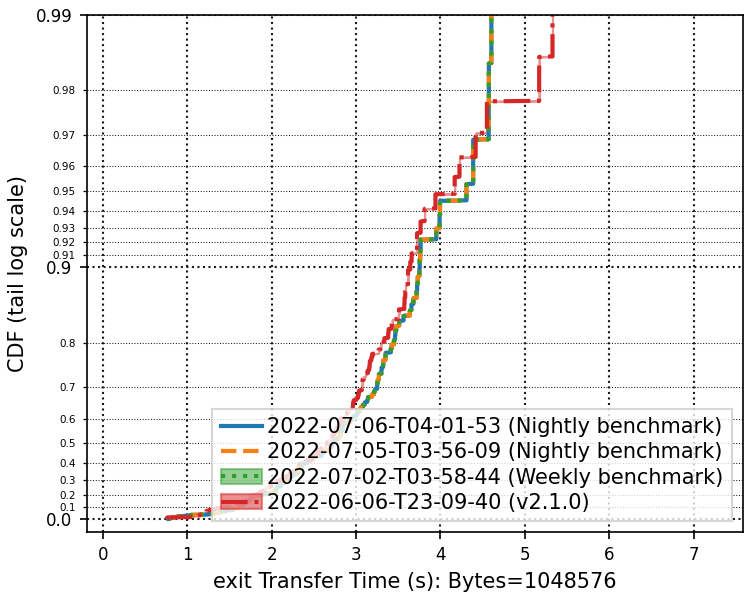 CDF (tail log scale)
0.99
0.98
0.97
0.96
0.95
0.94
0.93
0.92
0.91
0.9
0.8
0.7
0.6
0.5
0.4
0.3
0.2
0.1
0.0
2022-07-06-T04-01-53 (Nightly benchmark)
2022-07-05-T03-56-09 (Nightly benchmark)
2022-07-02-T03-58-44 (Weekly benchmark)
2022-06-06-T23-09-40 (v2.1.0)
0 1 2 3 4 5 6 7
exit Transfer Time (s): Bytes=1048576